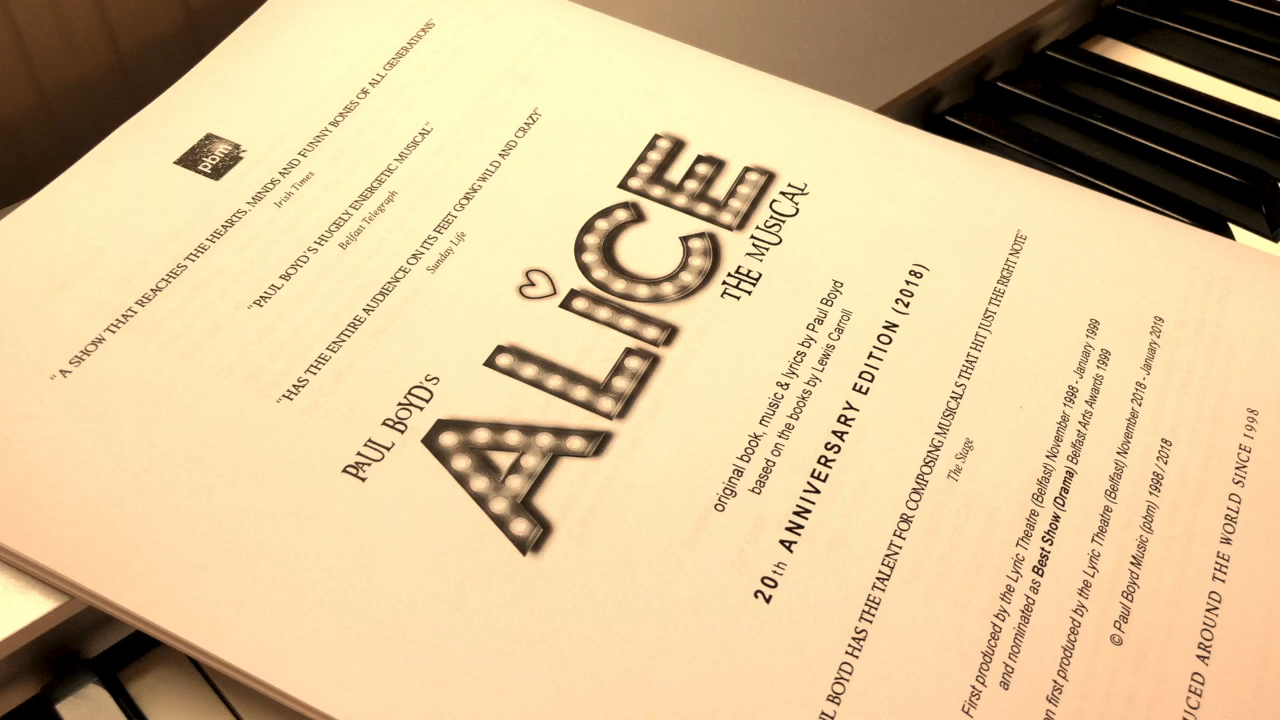 pbm
“A SHOW THAT REACHES THE HEARTS, MINDS AND FUNNY BONES OF ALL GENERATIONS”
Irish Times
“PAUL BOYD'S HUGELY ENERGETIC MUSICAL”
Belfast Telegraph
“HAS THE ENTIRE AUDIENCE ON ITS FEET GOING WILD AND CRAZY”
Sunday Life
PAUL BOYD'S
ALICE
THE MUSICAL
original book, music & lyrics by Paul Boyd
based on the books by Lewis Carroll
20th ANNIVERSARY EDITION (2018)
BOYD HAS THE TALENT FOR COMPOSING MUSICALS THAT HIT JUST THE RIGHT NOTE”
The Stage
First produced by the Lyric Theatre (Belfast) November 1998 - January 1999
and nominated as Best Show (Drama) Belfast Arts Awards 1999
first produced by the Lyric Theatre (Belfast) November 2018 - January 2019
© Paul Boyd Music (pbm) 1998 / 2018
AROUND THE WORLD SINCE 1998